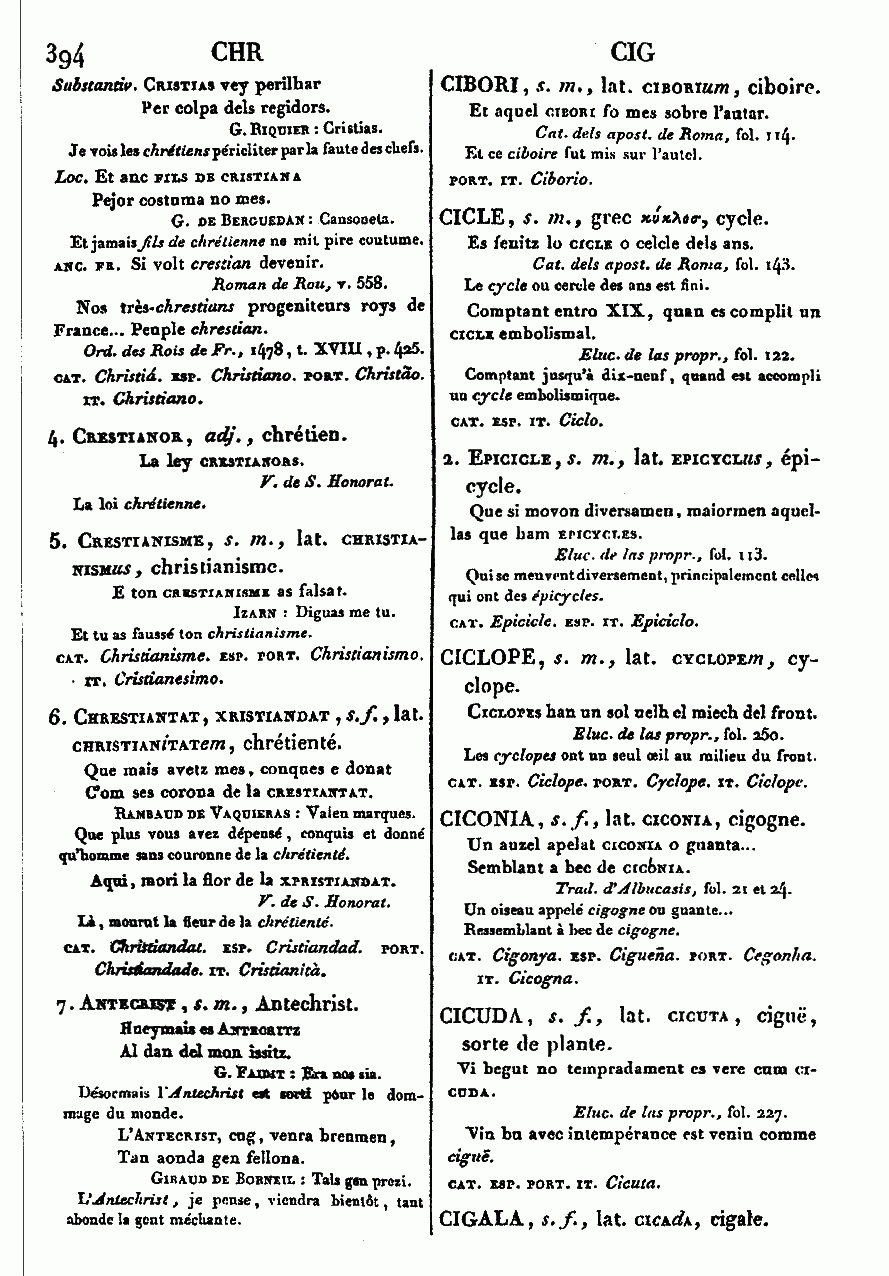 394 CHR CIG
Substantiv. CRISTIAS vey perilhar
Per colpa dels regidors.
G. RIQUIER : Cristias.
Je vois les chrétiens péricliter par la faute des chefs.
Loc. Et anc FILS DE CRISTIANA
Pejor costuma no mes.
G. DE BERGUEDAN : Cansoneta.
Et jamais fils de chrétienne ne mit pire coutume.
ANC. FR. Si volt crestian devenir.
Roman de Rou, v. 558.
Nos très-chrestians progeniteurs roys de
France... Peuple chrestian.
Ord. des Rois de Fr., 1478, t. XVIII, p. 425.
CAT. Christiá. ESP. Christiano. PORT. Christão.
IT. Christiano.
4. CRESTIANOR, adj., chrétien.
La ley CRESTIANORS.
V. de S. Honorat.
La loi chrétienne.
5. CRESTIANISME, s. m., lat. CHRISTIA-
NISMus, christianisme.
E ton CRESTIANISME as falsat.
IZARN : Diguas me tu.
Et tu as faussé ton christianisme.
CAT. Christianisme. ESP. PORT. Christianismo.
IT. Cristianesimo.
6. CHRESTIANTAT, XRISTIANDAT, s. f., lat.
CHRISTIANiTATem, chrétienté.
Que mais avetz mes, conques e donat
C'om ses corona de la CRESTIANTAT.
RAMBAUD DE VAQUIERAS : Valen marques.
Que plus vous avez dépensé, conquis et donné
qu'homme sans couronne de la chrétienté.
Aqui, mori la flor de la XPRISTIANDAT.
V. de S. Honorat.
Là, mourut la fleur de la chrétienté.
CAT. Christiandat. ESP. Cristiandad. PORT.
Christiandade. IT. Cristianità.
7. ANTECRIST, s. m., Antechrist.
Hueymais es ANTECRITZ
Al dan del mon issitz.
G. FAIDIT : Era nos sia.
Désormais l'Antechrist est sorti pour le dom-
mage du monde.
L'ANTECRIST, cug, venra breumen,
Tan aonda gen fellona.
GIRAUD DE BORNEIL : Tals gen prezi.
L'Antechrist, je pense, viendra bientôt, tant
abonde la gent méchante.
CIBORI, s. m., lat. CIBORIum, ciboire.
Et aquel CIBORI fo mes sobre l'autar.
Cat. dels apost. de Roma, fol. 114.
Et ce ciboire fut mis sur l'autel.
PORT. IT. Ciborio.
CICLE, s. m., grec κύκλος, cycle.
Es fenitz lo CICLE o celcle dels ans.
Cat. dels apost. de Roma, fol. 143.
Le cycle ou cercle des ans est fini.
Comptant entro XIX, quan es complit un
CICLE embolismal.
Eluc. de las propr., fol. 122.
Comptant jusqu'à dix-neuf, quand est accompli
un cycle embolismique.
CAT. ESP. IT. Ciclo.
2. EPICICLE, s. m., lat. EPICYCLus, épi-
cycle.
Que si movon diversamen, maiormen aquel-
las que ham EPICYCLES.
Eluc. de las propr., fol. 113.
Qui se meuvent diversement, principalement celles
qui ont des épicycles.
CAT. Epicicle. ESP. IT. Epiciclo.
CICLOPE, s. m., lat. CYCLOPEm, cy-
clope.
CICLOPES han un sol uelh el miech del front.
Eluc. de las propr., fol. 250.
Les cyclopes ont un seul œil au milieu du front.
CAT. ESP. Ciclope. PORT. Cyclope. IT. Ciclope.
CICONIA, s. f., lat. CICONIA, cigogne.
Un auzel apelat CICONIA o guanta...
Semblant a bec de CICÓNIA.
Trad. d'Albucasis, fol. 21 et 24.
Un oiseau appelé cigogne ou guante...
Ressemblant à bec de cigogne.
CAT. Cigonya. ESP. Cigueña. PORT. Cegonha.
IT. Cicogna.
CICUDA, s. f., lat. CICUTA, ciguë,
sorte de plante.
Vi begut no tempradament es vere cum CI-
CUDA.
Eluc. de las propr., fol. 227.
Vin bu avec intempérance est venin comme
ciguë.
CAT. ESP. PORT. IT. Cicuta.
CIGALA, s. f., lat. CICAdA, cigale.